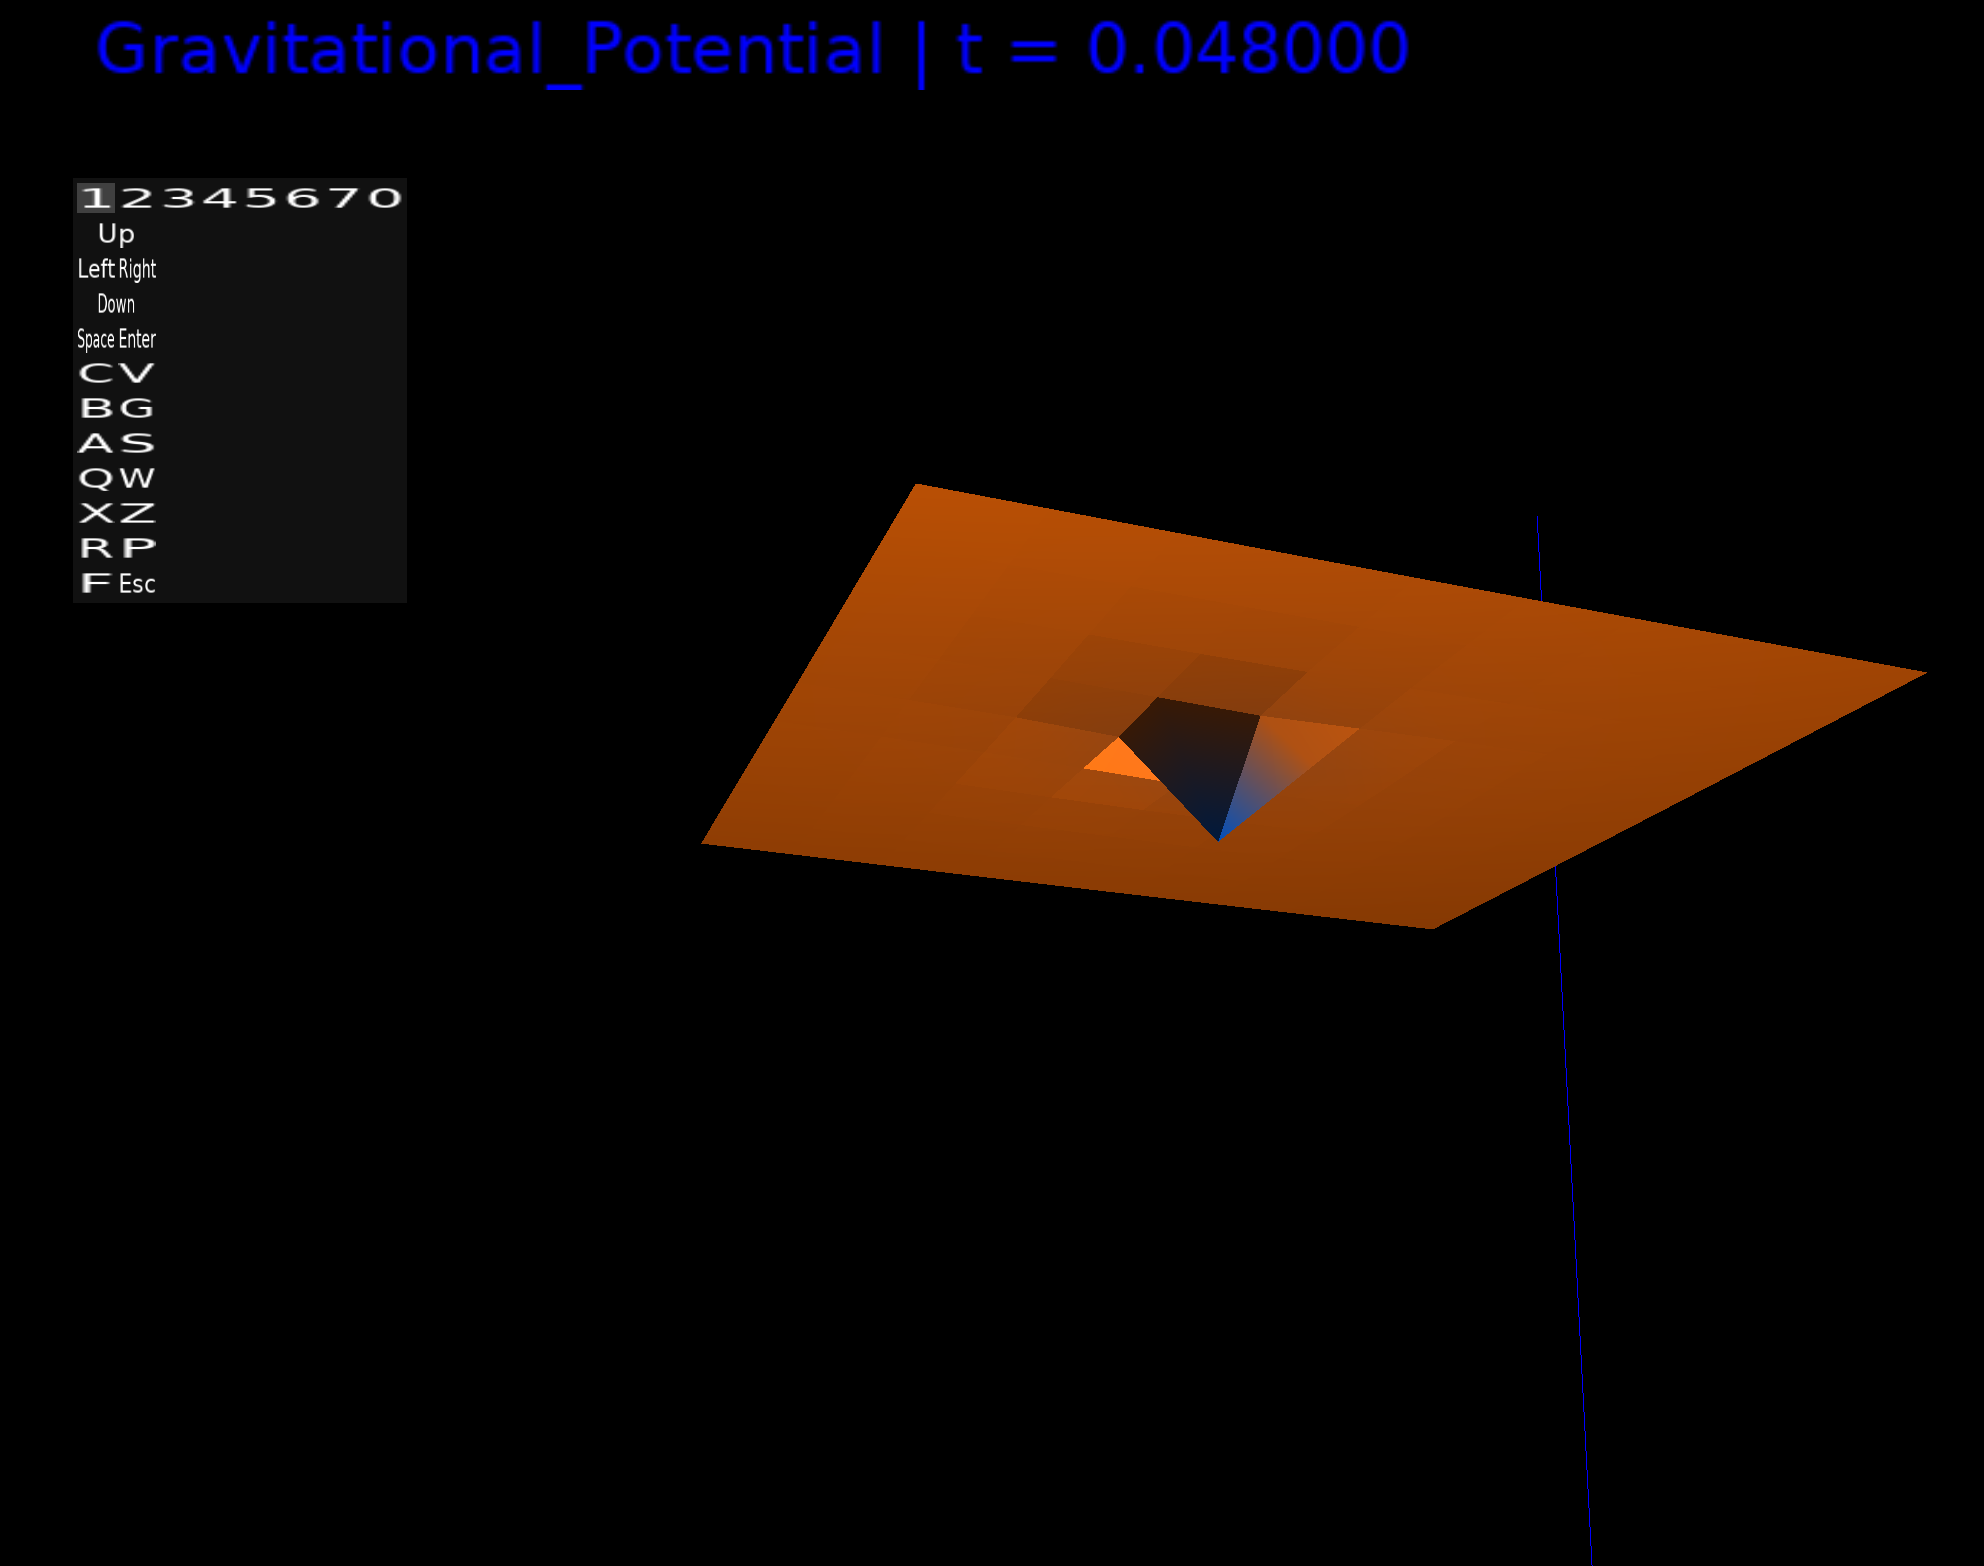 Gravitational_Potential | t = 0.048000
1 2 3 4 5 6 7 0
Up
Left Right
Down
Space Enter
C V
B G
A S
Q W
X Z
R P
F Esc